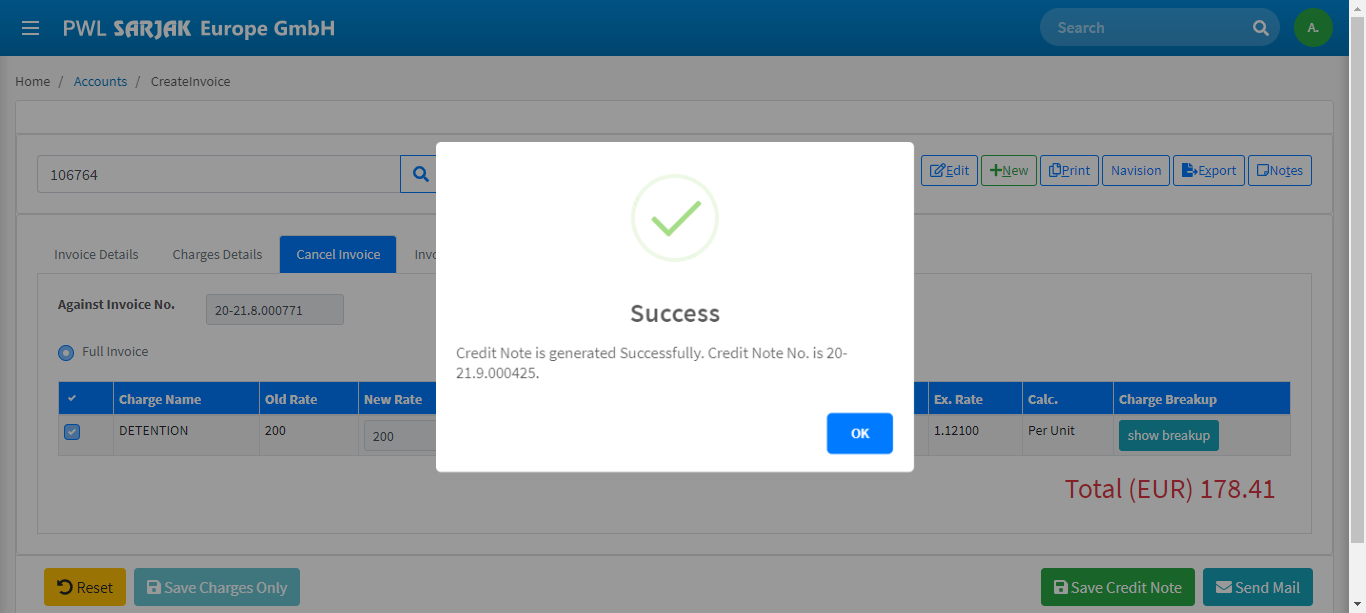 PWL SARJAK Europe GmbH
Search
A.
Home / Accounts / CreateInvoice
106764
Edit
New
Print
Navision
Export
Notes
Invoice Details
Charges Details
Cancel Invoice
Against Invoice No.
20-21.8.000771
Full Invoice
Charge Name
Old Rate
New Rate
Ex. Rate
Calc.
Charge Breakup
DETENTION
200
200
1.12100
Per Unit
show breakup
Total (EUR) 178.41
Success
Credit Note is generated Successfully. Credit Note No. is 20-
21.9.000425.
OK
Reset
Save Charges Only
Save Credit Note
Send Mail